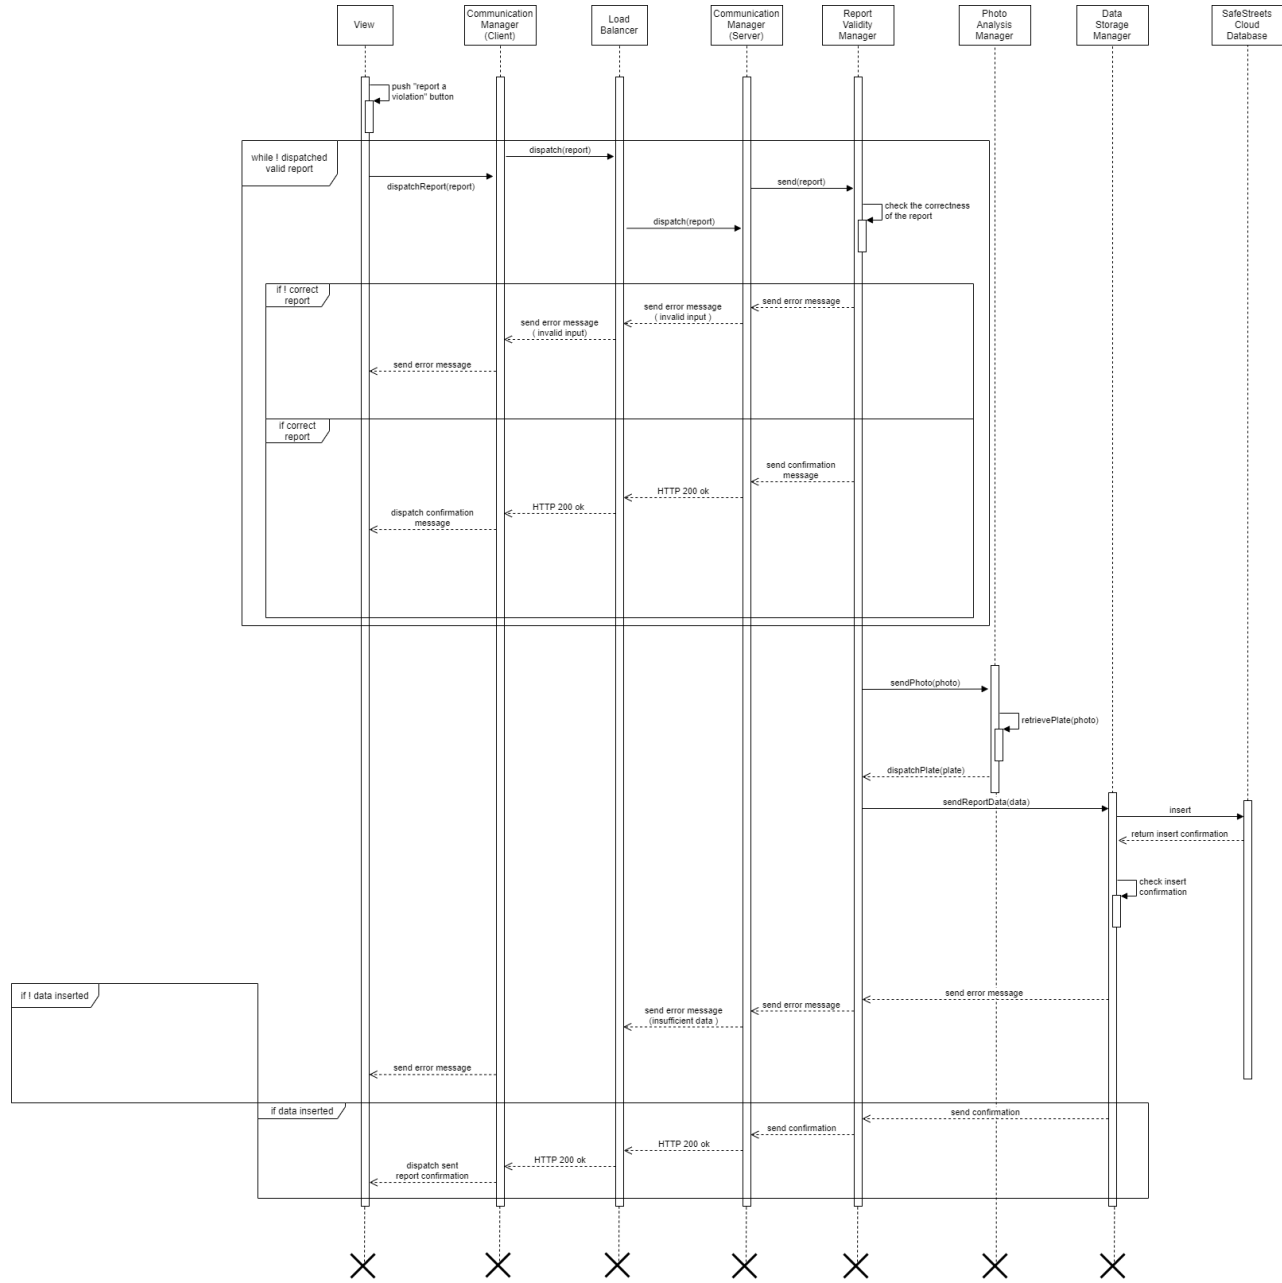 View
Communication
Manager
(Client)
Load
Balancer
Communication
Manager
(Server)
Report
Validity
Manager
Photo
Analysis
Manager
Data
Storage
Manager
SafeStreets
Cloud
Database
push "report a
violation" button
while ! dispatched
valid report
dispatch(report)
dispatchReport(report)
send(report)
check the correctness
of the report
dispatch(report)
if ! correct
report
send error message
send error message
( invalid input )
send error message
( invalid input)
send error message
if correct
report
send confirmation
message
HTTP 200 ok
HTTP 200 ok
dispatch confirmation
message
sendPhoto(photo)
retrievePlate(photo)
dispatchPlate(plate)
sendReportData(data)
insert
return insert confirmation
check insert
confirmation
if ! data inserted
send error message
send error message
send error message
(insufficient data )
send error message
if data inserted
send confirmation
send confirmation
HTTP 200 ok
HTTP 200 ok
dispatch sent
report confirmation